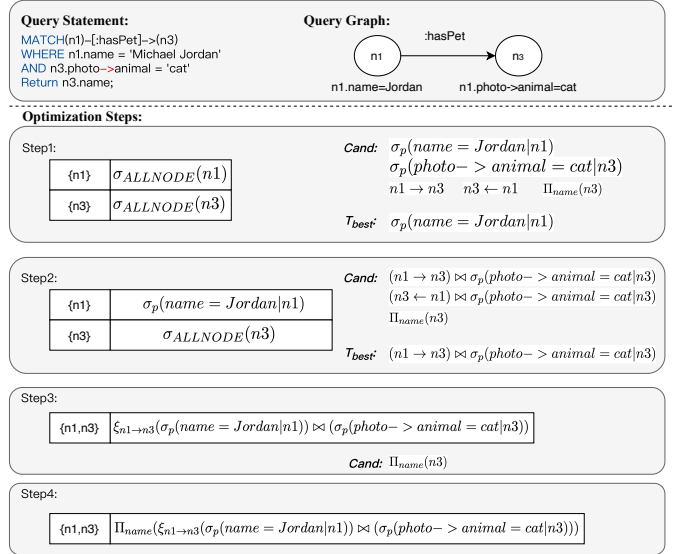 Query Statement:
MATCH(n1)–[:hasPet]–>(n3)
WHERE n1.name = 'Michael Jordan'
AND n3.photo–>animal = 'cat'
Return n3.name;
Query Graph:
:hasPet
n1
n3
n1.name=Jordan
n1.photo->animal=cat
Optimization Steps:
Step1:
{n1} σ_ALLNODE(n1)
{n3} σ_ALLNODE(n3)
Cand: σ_p(name = Jordan|n1)
σ_p(photo− > animal = cat|n3)
n1 → n3 n3 ← n1 Π_name(n3)
T_best: σ_p(name = Jordan|n1)
Step2:
{n1} σ_p(name = Jordan|n1)
{n3} σ_ALLNODE(n3)
Cand: (n1 → n3) ⋈ σ_p(photo− > animal = cat|n3)
(n3 ← n1) ⋈ σ_p(photo− > animal = cat|n3)
Π_name(n3)
T_best: (n1 → n3) ⋈ σ_p(photo− > animal = cat|n3)
Step3:
{n1,n3} ξ_n1→n3(σ_p(name = Jordan|n1)) ⋈ (σ_p(photo− > animal = cat|n3))
Cand: Π_name(n3)
Step4:
{n1,n3} Π_name(ξ_n1→n3(σ_p(name = Jordan|n1)) ⋈ (σ_p(photo− > animal = cat|n3)))